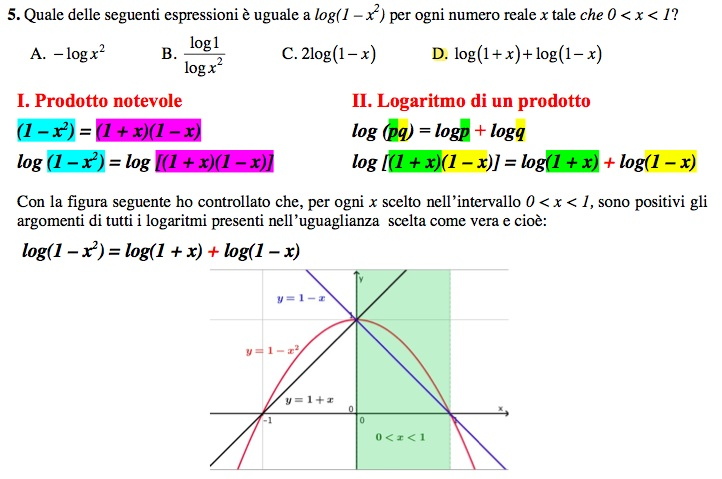 5. Quale delle seguenti espressioni è uguale a log(1 – x²) per ogni numero reale x tale che 0 < x < 1?
A. – log x² B. log1 / log x² C. 2log(1 – x) D. log(1 + x) + log(1 – x)
I. Prodotto notevole II. Logaritmo di un prodotto
(1 – x²) = (1 + x)(1 – x) log (pq) = logp + logq
log (1 – x²) = log [(1 + x)(1 – x)] log [(1 + x)(1 – x)] = log(1 + x) + log(1 – x)
Con la figura seguente ho controllato che, per ogni x scelto nell’intervallo 0 < x < 1, sono positivi gli
argomenti di tutti i logaritmi presenti nell’uguaglianza scelta come vera e cioè:
log(1 – x²) = log(1 + x) + log(1 – x)
y
y = 1 – x
y = 1 – x²
y = 1 + x
0
x
–1
0
0 < x < 1